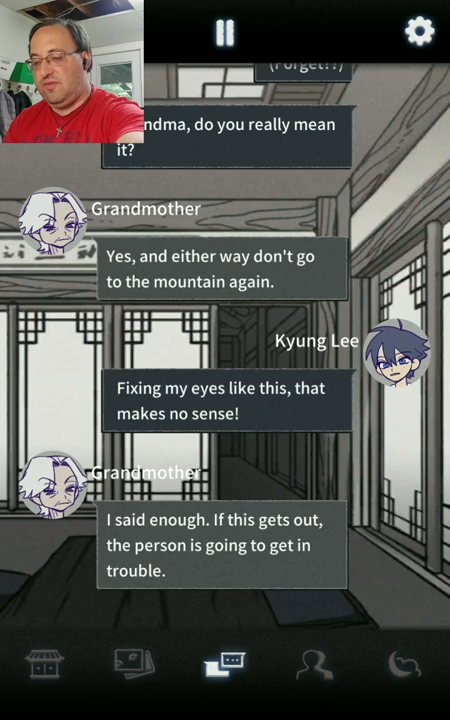 (Forget?!)
ndma, do you really mean
it?
Grandmother
Yes, and either way don't go
to the mountain again.
Kyung Lee
Fixing my eyes like this, that
makes no sense!
Grandmother
I said enough. If this gets out,
the person is going to get in
trouble.